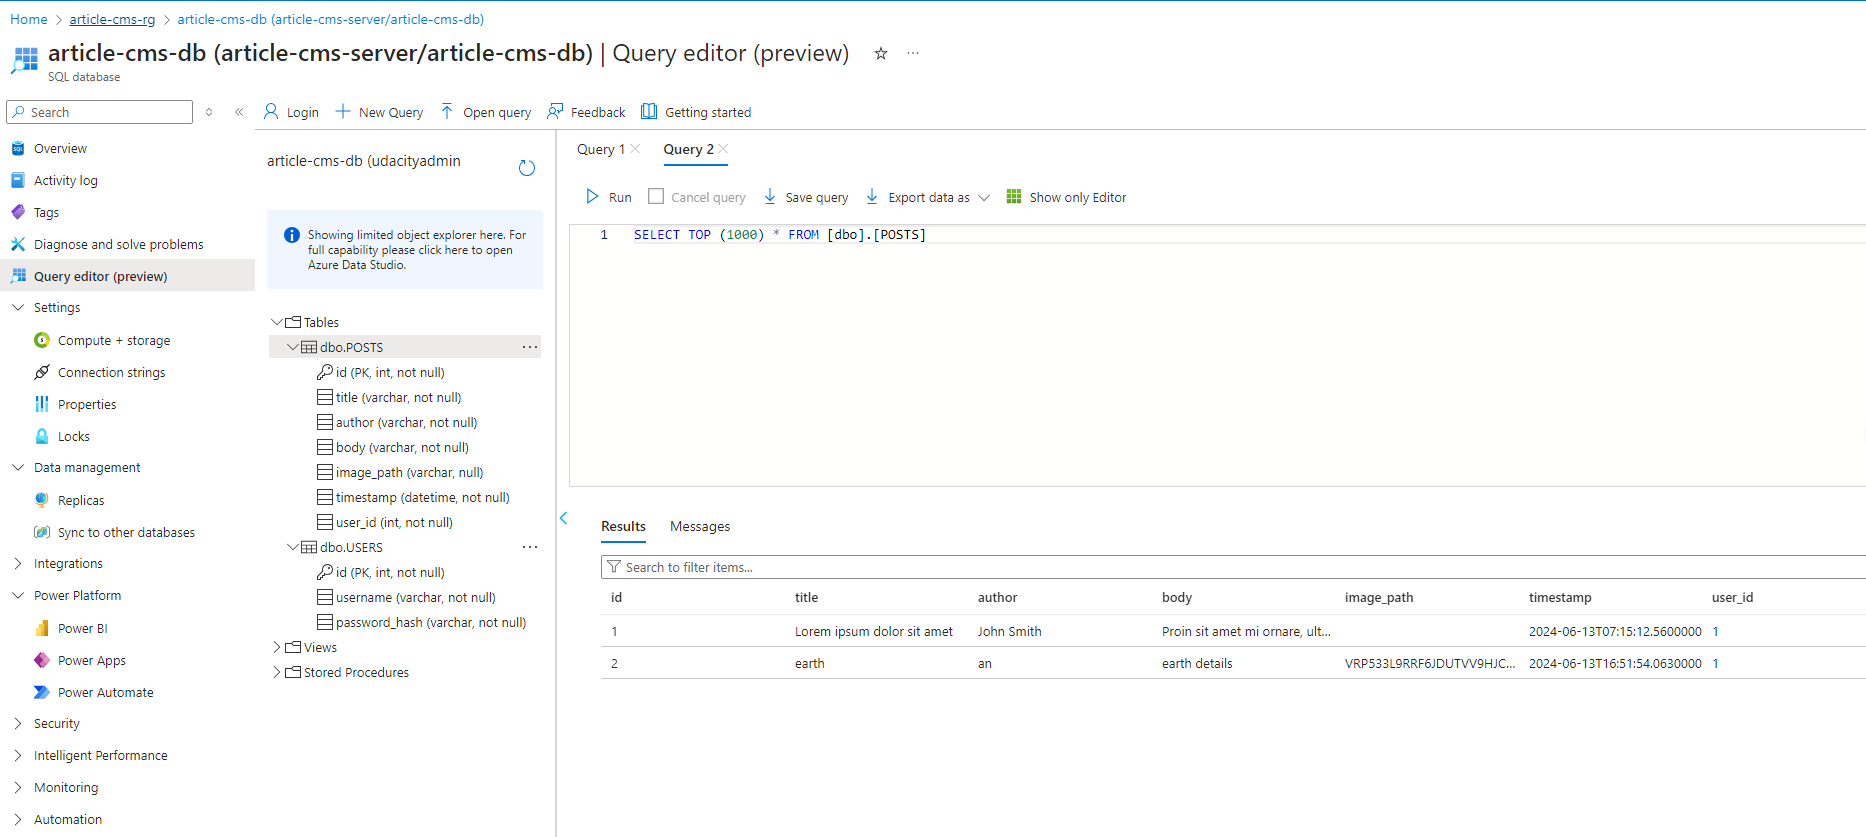 Home > article-cms-rg > article-cms-db (article-cms-server/article-cms-db)
article-cms-db (article-cms-server/article-cms-db) | Query editor (preview)
SQL database
Search
Overview
Activity log
Tags
Diagnose and solve problems
Query editor (preview)
Settings
Compute + storage
Connection strings
Properties
Locks
Data management
Replicas
Sync to other databases
Integrations
Power Platform
Power BI
Power Apps
Power Automate
Security
Intelligent Performance
Monitoring
Automation
Login New Query Open query Feedback Getting started
article-cms-db (udacityadmin
Showing limited object explorer here. For
full capability please click here to open
Azure Data Studio.
Tables
dbo.POSTS
id (PK, int, not null)
title (varchar, not null)
author (varchar, not null)
body (varchar, not null)
image_path (varchar, null)
timestamp (datetime, not null)
user_id (int, not null)
dbo.USERS
id (PK, int, not null)
username (varchar, not null)
password_hash (varchar, not null)
Views
Stored Procedures
Query 1 Query 2
Run Cancel query Save query Export data as Show only Editor
1 SELECT TOP (1000) * FROM [dbo].[POSTS]
Results Messages
Search to filter items...
id title author body image_path timestamp user_id
1 Lorem ipsum dolor sit amet John Smith Proin sit amet mi ornare, ult... 2024-06-13T07:15:12.5600000 1
2 earth an earth details VRP533L9RRF6JDUTVV9HJC... 2024-06-13T16:51:54.0630000 1